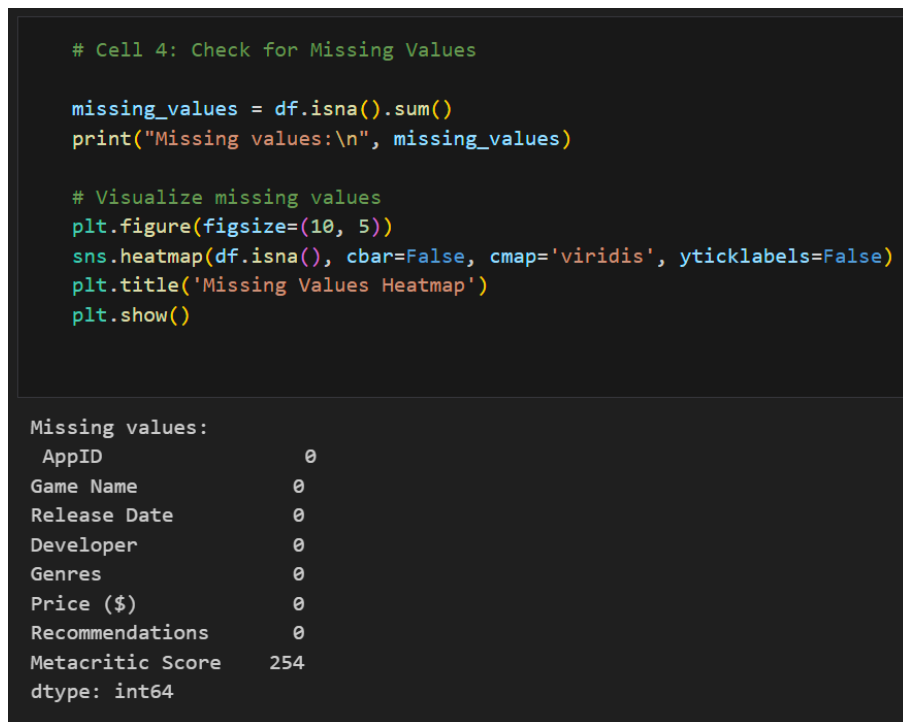 # Cell 4: Check for Missing Values
missing_values = df.isna().sum()
print("Missing values:\n", missing_values)
# Visualize missing values
plt.figure(figsize=(10, 5))
sns.heatmap(df.isna(), cbar=False, cmap='viridis', yticklabels=False)
plt.title('Missing Values Heatmap')
plt.show()
Missing values:
 AppID                 0
Game Name             0
Release Date          0
Developer             0
Genres                0
Price ($)             0
Recommendations       0
Metacritic Score    254
dtype: int64